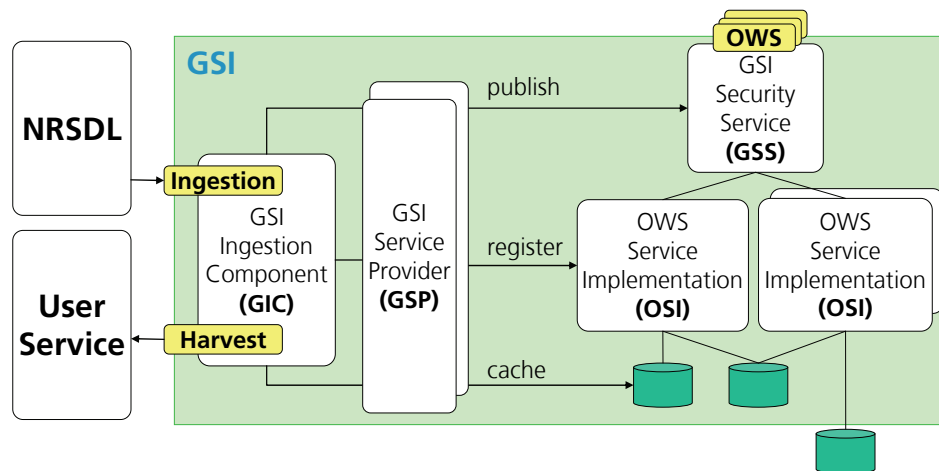 OWS
GSI
NRSDL
Ingestion
User
Service
Harvest
GSI
Ingestion
Component
(GIC)
GSI
Service
Provider
(GSP)
publish
register
cache
GSI
Security
Service
(GSS)
OWS
Service
Implementation
(OSI)
OWS
Service
Implementation
(OSI)